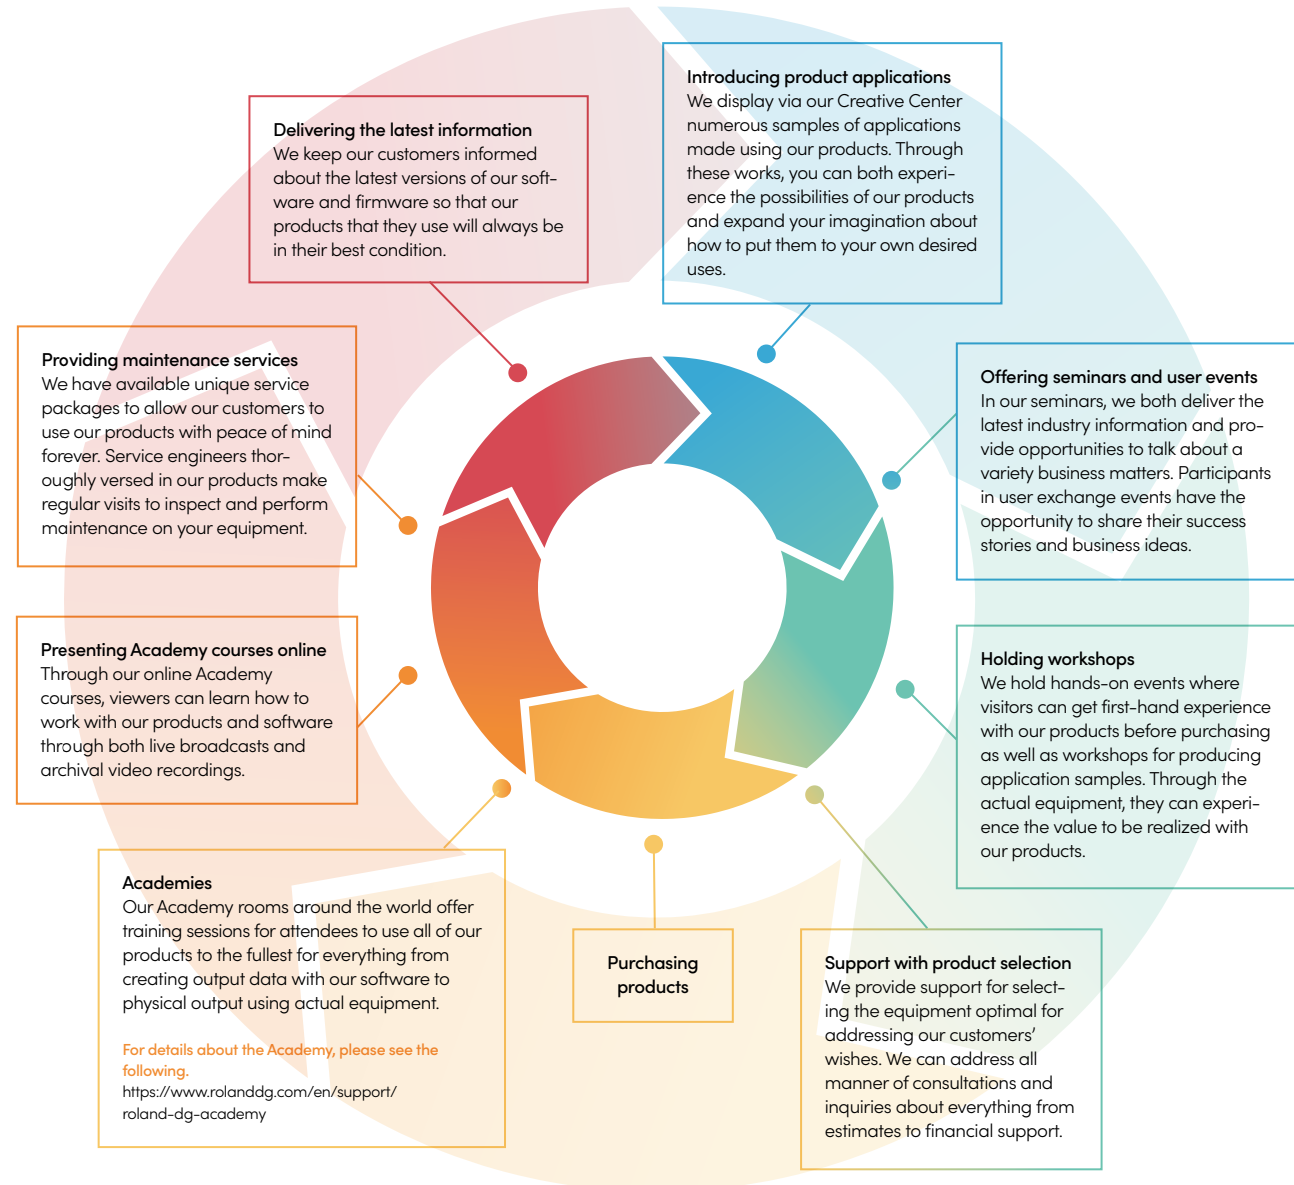 Introducing product applications
We display via our Creative Center
numerous samples of applications
made using our products. Through
these works, you can both experi-
ence the possibilities of our products
and expand your imagination about
how to put them to your own desired
uses.
Offering seminars and user events
In our seminars, we both deliver the
latest industry information and pro-
vide opportunities to talk about a
variety business matters. Participants
in user exchange events have the
opportunity to share their success
stories and business ideas.
Holding workshops
We hold hands-on events where
visitors can get first-hand experience
with our products before purchasing
as well as workshops for producing
application samples. Through the
actual equipment, they can experi-
ence the value to be realized with
our products.
Support with product selection
We provide support for select-
ing the equipment optimal for
addressing our customers’
wishes. We can address all
manner of consultations and
inquiries about everything from
estimates to financial support.
Purchasing
products
Academies
Our Academy rooms around the world offer
training sessions for attendees to use all of our
products to the fullest for everything from
creating output data with our software to
physical output using actual equipment.
For details about the Academy, please see the
following.
https://www.rolanddg.com/en/support/
roland-dg-academy
Presenting Academy courses online
Through our online Academy
courses, viewers can learn how to
work with our products and software
through both live broadcasts and
archival video recordings.
Providing maintenance services
We have available unique service
packages to allow our customers to
use our products with peace of mind
forever. Service engineers thor-
oughly versed in our products make
regular visits to inspect and perform
maintenance on your equipment.
Delivering the latest information
We keep our customers informed
about the latest versions of our soft-
ware and firmware so that our
products that they use will always be
in their best condition.